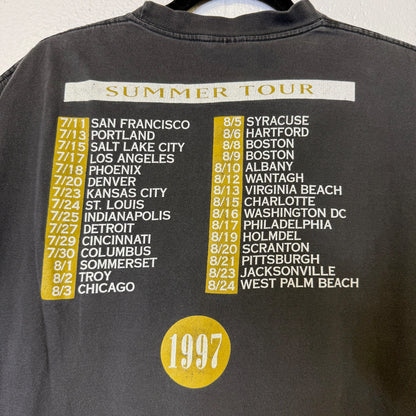 SUMMER TOUR
7/11 SAN FRANCISCO
7/13 PORTLAND
7/15 SALT LAKE CITY
7/17 LOS ANGELES
7/18 PHOENIX
7/20 DENVER
7/23 KANSAS CITY
7/24 ST. LOUIS
7/25 INDIANAPOLIS
7/27 DETROIT
7/29 CINCINNATI
7/30 COLUMBUS
8/1 SOMMERSET
8/2 TROY
8/3 CHICAGO
8/5 SYRACUSE
8/6 HARTFORD
8/8 BOSTON
8/9 BOSTON
8/10 ALBANY
8/12 WANTAGH
8/13 VIRGINIA BEACH
8/15 CHARLOTTE
8/16 WASHINGTON DC
8/17 PHILADELPHIA
8/19 HOLMDEL
8/20 SCRANTON
8/21 PITTSBURGH
8/23 JACKSONVILLE
8/24 WEST PALM BEACH
1997